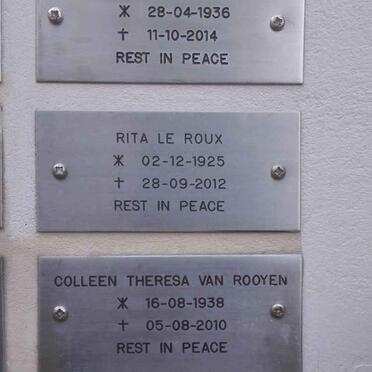 ᛯ 28-04-1936
† 11-10-2014
REST IN PEACE
RITA LE ROUX
ᛯ 02-12-1925
† 28-09-2012
REST IN PEACE
COLLEEN THERESA VAN ROOYEN
ᛯ 16-08-1938
† 05-08-2010
REST IN PEACE